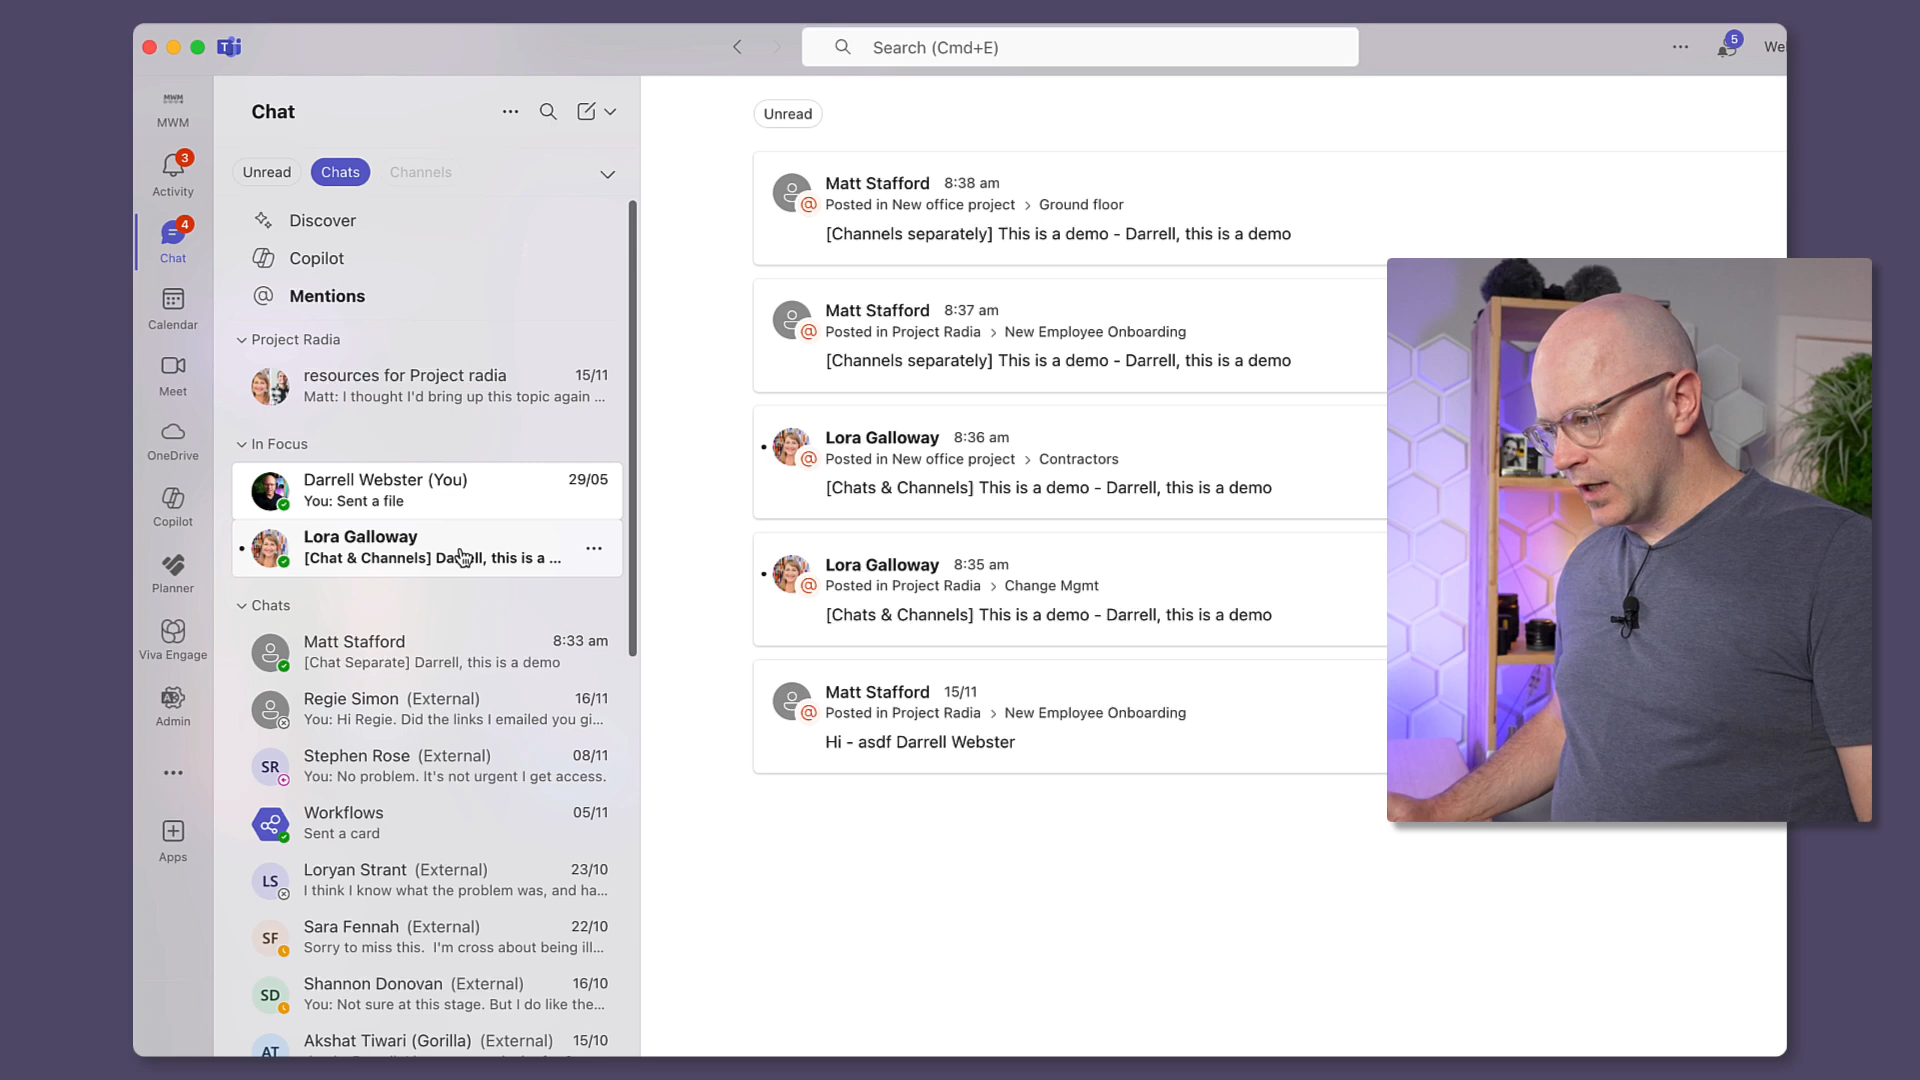 Search (Cmd+E)
5
We
MWM
MWM
3
Activity
4
Chat
Calendar
Meet
OneDrive
Copilot
Planner
Viva Engage
Admin
Apps
Chat
Unread
Chats
Channels
Discover
Copilot
@ Mentions
Project Radia
resources for Project radia 15/11
Matt: I thought I'd bring up this topic again ...
In Focus
Darrell Webster (You) 29/05
You: Sent a file
Lora Galloway
[Chat & Channels] Darrell, this is a ...
Chats
Matt Stafford 8:33 am
[Chat Separate] Darrell, this is a demo
Regie Simon (External) 16/11
You: Hi Regie. Did the links I emailed you gi...
SR
Stephen Rose (External) 08/11
You: No problem. It's not urgent I get access.
Workflows 05/11
Sent a card
LS
Loryan Strant (External) 23/10
I think I know what the problem was, and ha...
SF
Sara Fennah (External) 22/10
Sorry to miss this. I'm cross about being ill...
SD
Shannon Donovan (External) 16/10
You: Not sure at this stage. But I do like the...
AT
Akshat Tiwari (Gorilla) (External) 15/10
Unread
Matt Stafford 8:38 am
@ Posted in New office project > Ground floor
[Channels separately] This is a demo - Darrell, this is a demo
Matt Stafford 8:37 am
@ Posted in Project Radia > New Employee Onboarding
[Channels separately] This is a demo - Darrell, this is a demo
Lora Galloway 8:36 am
@ Posted in New office project > Contractors
[Chats & Channels] This is a demo - Darrell, this is a demo
Lora Galloway 8:35 am
@ Posted in Project Radia > Change Mgmt
[Chats & Channels] This is a demo - Darrell, this is a demo
Matt Stafford 15/11
@ Posted in Project Radia > New Employee Onboarding
Hi - asdf Darrell Webster